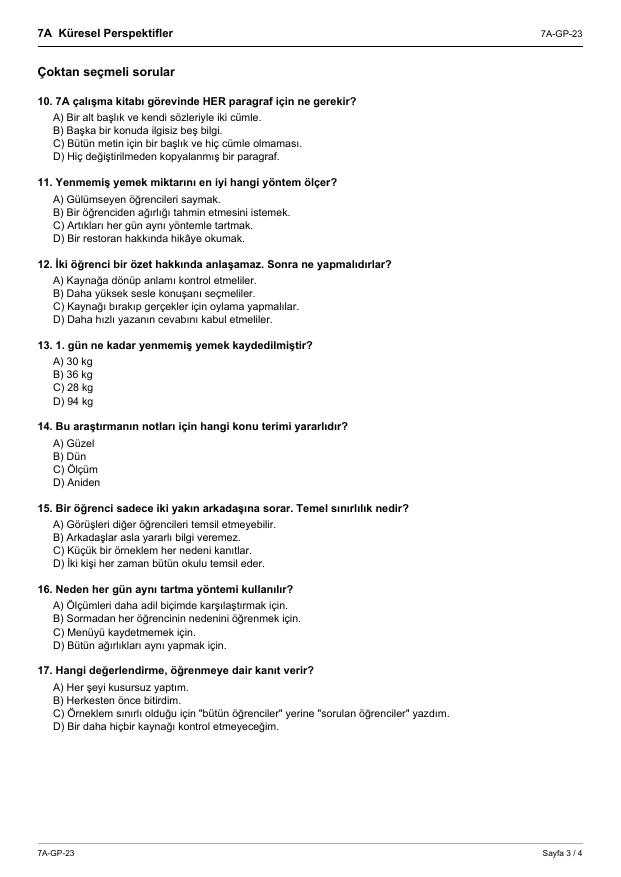 7A Küresel Perspektifler
7A-GP-23
Çoktan seçmeli sorular
10. 7A çalışma kitabı görevinde HER paragraf için ne gerekir?
A) Bir alt başlık ve kendi sözleriyle iki cümle.
B) Başka bir konuda ilgisiz beş bilgi.
C) Bütün metin için bir başlık ve hiç cümle olmaması.
D) Hiç değiştirilmeden kopyalanmış bir paragraf.
11. Yenmemiş yemek miktarını en iyi hangi yöntem ölçer?
A) Gülümseyen öğrencileri saymak.
B) Bir öğrenciden ağırlığı tahmin etmesini istemek.
C) Artıkları her gün aynı yöntemle tartmak.
D) Bir restoran hakkında hikâye okumak.
12. İki öğrenci bir özet hakkında anlaşamaz. Sonra ne yapmalıdırlar?
A) Kaynağa dönüp anlamı kontrol etmeliler.
B) Daha yüksek sesle konuşanı seçmeliler.
C) Kaynağı bırakıp gerçekler için oylama yapmalılar.
D) Daha hızlı yazanın cevabını kabul etmeliler.
13. 1. gün ne kadar yenmemiş yemek kaydedilmiştir?
A) 30 kg
B) 36 kg
C) 28 kg
D) 94 kg
14. Bu araştırmanın notları için hangi konu terimi yararlıdır?
A) Güzel
B) Dün
C) Ölçüm
D) Aniden
15. Bir öğrenci sadece iki yakın arkadaşına sorar. Temel sınırlılık nedir?
A) Görüşleri diğer öğrencileri temsil etmeyebilir.
B) Arkadaşlar asla yararlı bilgi veremez.
C) Küçük bir örneklem her nedeni kanıtlar.
D) İki kişi her zaman bütün okulu temsil eder.
16. Neden her gün aynı tartma yöntemi kullanılır?
A) Ölçümleri daha adil biçimde karşılaştırmak için.
B) Sormadan her öğrencinin nedenini öğrenmek için.
C) Menüyü kaydetmemek için.
D) Bütün ağırlıkları aynı yapmak için.
17. Hangi değerlendirme, öğrenmeye dair kanıt verir?
A) Her şeyi kusursuz yaptım.
B) Herkesten önce bitirdim.
C) Örneklem sınırlı olduğu için "bütün öğrenciler" yerine "sorulan öğrenciler" yazdım.
D) Bir daha hiçbir kaynağı kontrol etmeyeceğim.
7A-GP-23
Sayfa 3 / 4